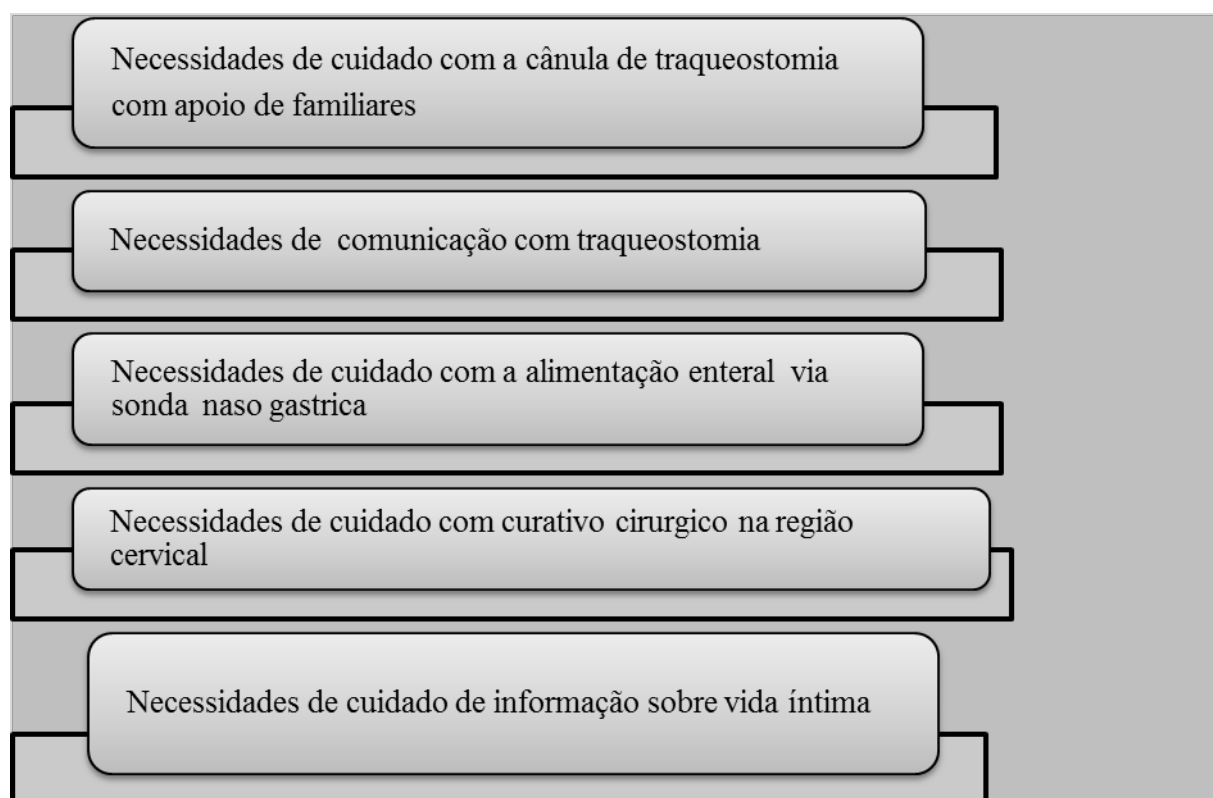 Necessidades de cuidado com a cânula de traqueostomia
com apoio de familiares
Necessidades de comunicação com traqueostomia
Necessidades de cuidado com a alimentação enteral via
sonda naso gastrica
Necessidades de cuidado com curativo cirurgico na região
cervical
Necessidades de cuidado de informação sobre vida íntima